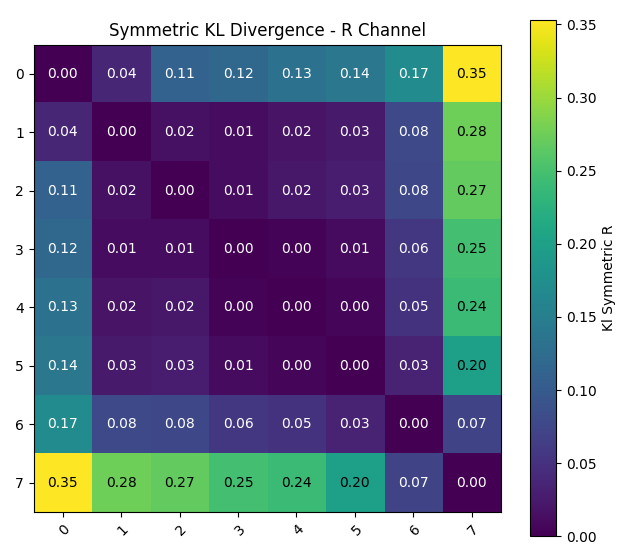 Symmetric KL Divergence - R Channel
0 0.00 0.04 0.11 0.12 0.13 0.14 0.17 0.35
1 0.04 0.00 0.02 0.01 0.02 0.03 0.08 0.28
2 0.11 0.02 0.00 0.01 0.02 0.03 0.08 0.27
3 0.12 0.01 0.01 0.00 0.00 0.01 0.06 0.25
4 0.13 0.02 0.02 0.00 0.00 0.00 0.05 0.24
5 0.14 0.03 0.03 0.01 0.00 0.00 0.03 0.20
6 0.17 0.08 0.08 0.06 0.05 0.03 0.00 0.07
7 0.35 0.28 0.27 0.25 0.24 0.20 0.07 0.00
0 1 2 3 4 5 6 7
0.35
0.30
0.25
0.20
0.15
0.10
0.05
0.00
Kl Symmetric R